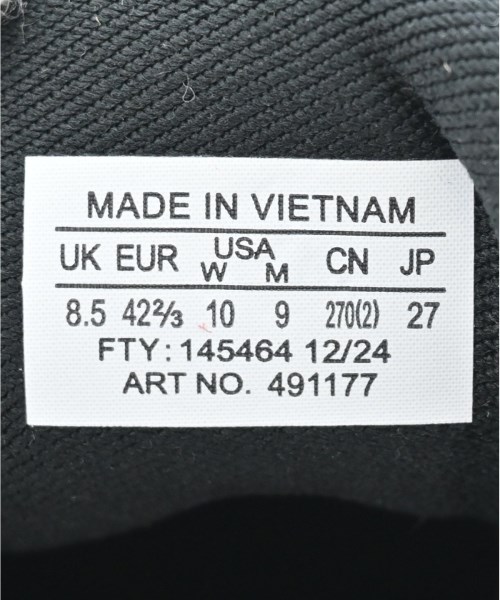 MADE IN VIETNAM
UK EUR USA W M CN JP
8.5 42⅔ 10 9 270(2) 27
FTY: 145464 12/24
ART NO. 491177